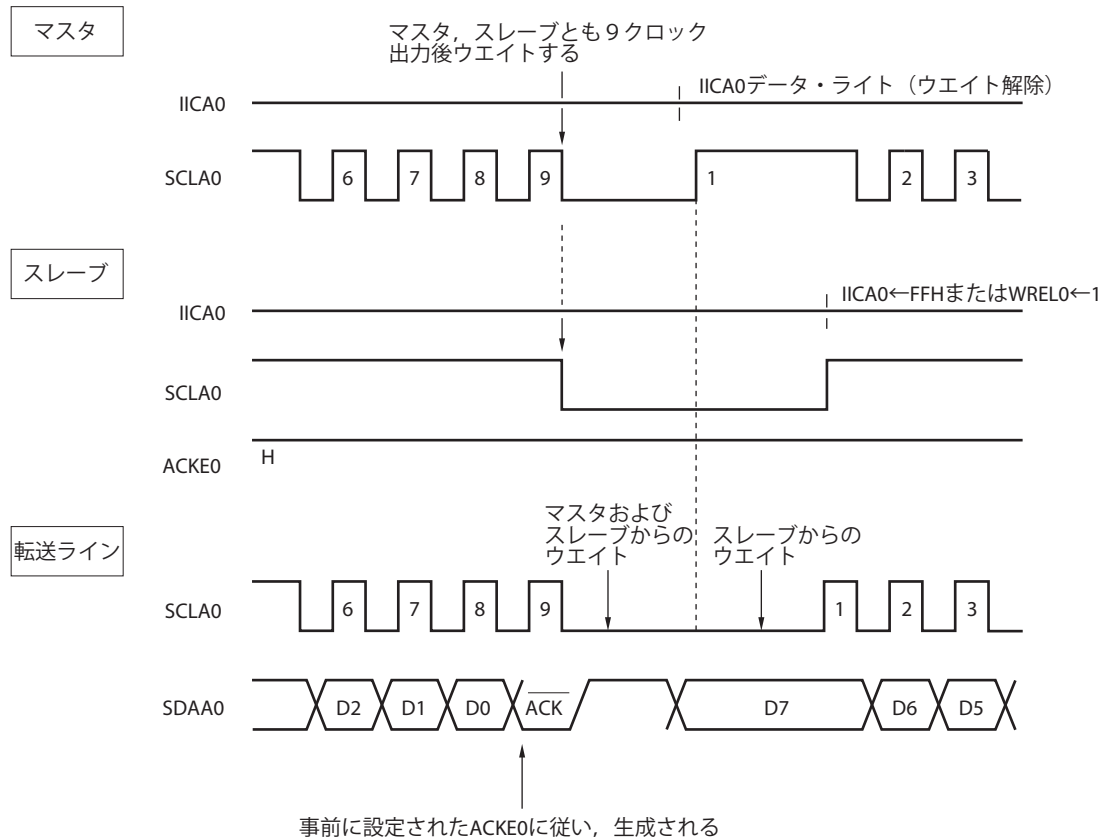 マスタ
マスタ，スレーブとも９クロック
出力後ウエイトする
IICA0データ・ライト（ウエイト解除）
IICA0
SCLA0
6 7 8 9 1 2 3
スレーブ
IICA0←FFHまたはWREL0←1
IICA0
SCLA0
ACKE0
H
転送ライン
マスタおよび
スレーブからの
ウエイト
スレーブからの
ウエイト
SCLA0
6 7 8 9 1 2 3
SDAA0
D2 D1 D0 ACK D7 D6 D5
事前に設定されたACKE0に従い，生成される